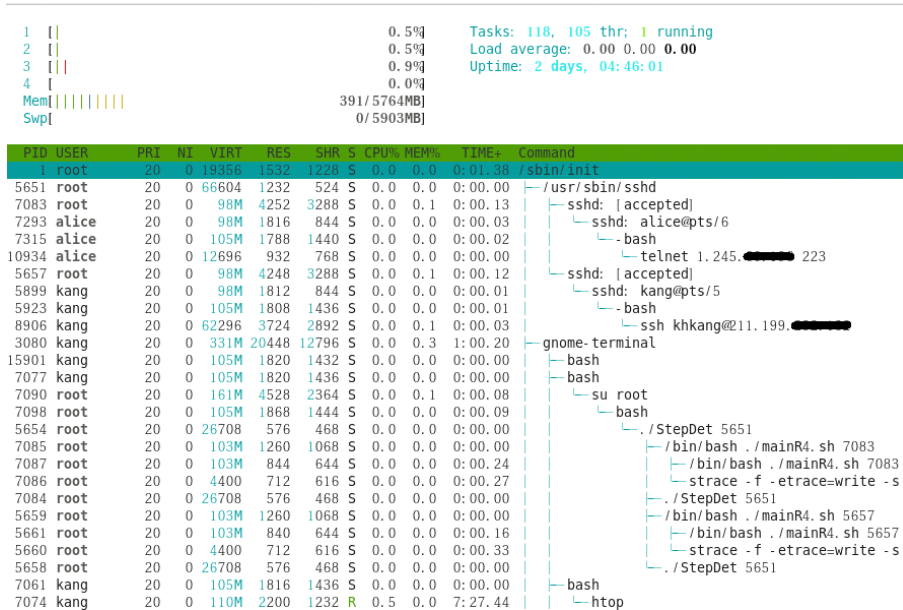 1 [| 0.5%]
2 [| 0.5%]
3 [|| 0.9%]
4 [ 0.0%]
Mem[||||||||| 391/5764MB]
Swp[ 0/5903MB]
Tasks: 118, 105 thr; 1 running
Load average: 0.00 0.00 0.00
Uptime: 2 days, 04:46:01
PID USER PRI NI VIRT RES SHR S CPU% MEM% TIME+ Command
1 root 20 0 19356 1532 1228 S 0.0 0.0 0:01.38 /sbin/init
5651 root 20 0 66604 1232 524 S 0.0 0.0 0:00.00 /usr/sbin/sshd
7083 root 20 0 98M 4252 3288 S 0.0 0.1 0:00.13 sshd: [accepted]
7293 alice 20 0 98M 1816 844 S 0.0 0.0 0:00.03 sshd: alice@pts/6
7315 alice 20 0 105M 1788 1440 S 0.0 0.0 0:00.02 -bash
10934 alice 20 0 12696 932 768 S 0.0 0.0 0:00.00 telnet 1.245. 223
5657 root 20 0 98M 4248 3288 S 0.0 0.1 0:00.12 sshd: [accepted]
5899 kang 20 0 98M 1812 844 S 0.0 0.0 0:00.01 sshd: kang@pts/5
5923 kang 20 0 105M 1808 1436 S 0.0 0.0 0:00.01 -bash
8906 kang 20 0 62296 3724 2892 S 0.0 0.1 0:00.03 ssh khkang@211.199.
3080 kang 20 0 331M 20448 12796 S 0.0 0.3 1:00.20 gnome-terminal
15901 kang 20 0 105M 1820 1432 S 0.0 0.0 0:00.00 bash
7077 kang 20 0 105M 1820 1436 S 0.0 0.0 0:00.00 bash
7090 root 20 0 161M 4528 2364 S 0.0 0.1 0:00.08 su root
7098 root 20 0 105M 1868 1444 S 0.0 0.0 0:00.09 bash
5654 root 20 0 26708 576 468 S 0.0 0.0 0:00.00 ./StepDet 5651
7085 root 20 0 103M 1260 1068 S 0.0 0.0 0:00.00 /bin/bash ./mainR4.sh 7083
7087 root 20 0 103M 844 644 S 0.0 0.0 0:00.24 /bin/bash ./mainR4.sh 7083
7086 root 20 0 4400 712 616 S 0.0 0.0 0:00.27 strace -f -etrace=write -s
7084 root 20 0 26708 576 468 S 0.0 0.0 0:00.00 ./StepDet 5651
5659 root 20 0 103M 1260 1068 S 0.0 0.0 0:00.00 /bin/bash ./mainR4.sh 5657
5661 root 20 0 103M 840 644 S 0.0 0.0 0:00.16 /bin/bash ./mainR4.sh 5657
5660 root 20 0 4400 712 616 S 0.0 0.0 0:00.33 strace -f -etrace=write -s
5658 root 20 0 26708 576 468 S 0.0 0.0 0:00.00 ./StepDet 5651
7061 kang 20 0 105M 1816 1436 S 0.0 0.0 0:00.00 bash
7074 kang 20 0 110M 2200 1232 R 0.5 0.0 7:27.44 htop